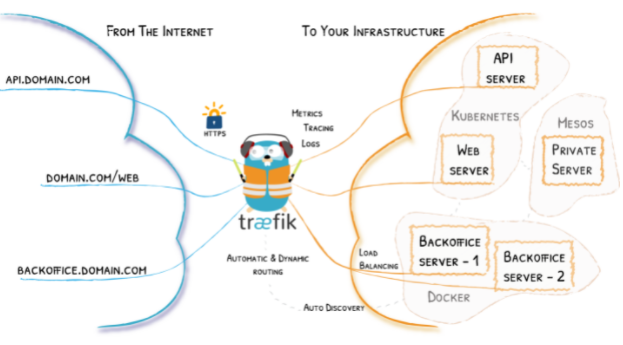 From The Internet
To Your Infrastructure
api.domain.com
domain.com/web
backoffice.domain.com
HTTPS
Metrics
Tracing
Logs
træfik
Automatic & Dynamic
routing
Load
Balancing
Auto Discovery
API
server
Kubernetes
Web
server
Mesos
Private
Server
Backoffice
server - 1
Backoffice
server - 2
Docker